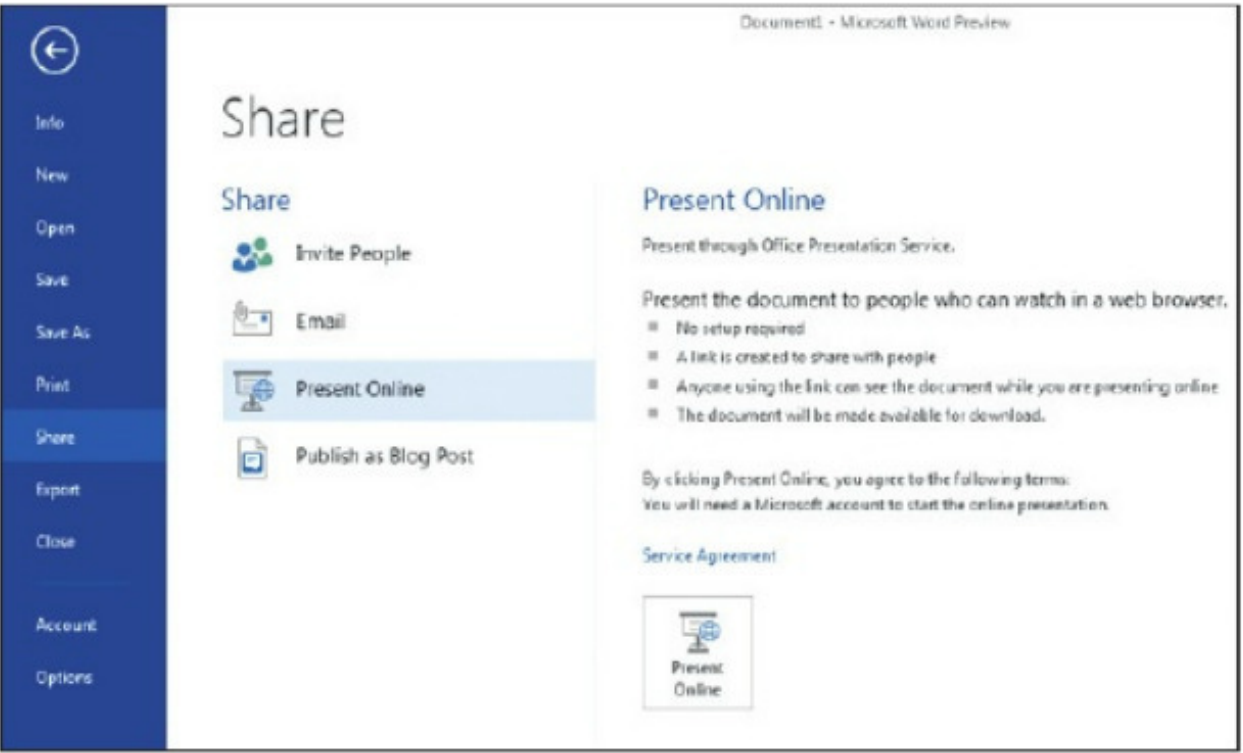 Document1 - Microsoft Word Preview
Info
New
Open
Save
Save As
Print
Share
Export
Close
Account
Options
Share
Share
Invite People
Email
Present Online
Publish as Blog Post
Present Online
Present through Office Presentation Service.
Present the document to people who can watch in a web browser.
No setup required
A link is created to share with people
Anyone using the link can see the document while you are presenting online
The document will be made available for download.
By clicking Present Online, you agree to the following terms:
You will need a Microsoft account to start the online presentation.
Service Agreement
Present
Online